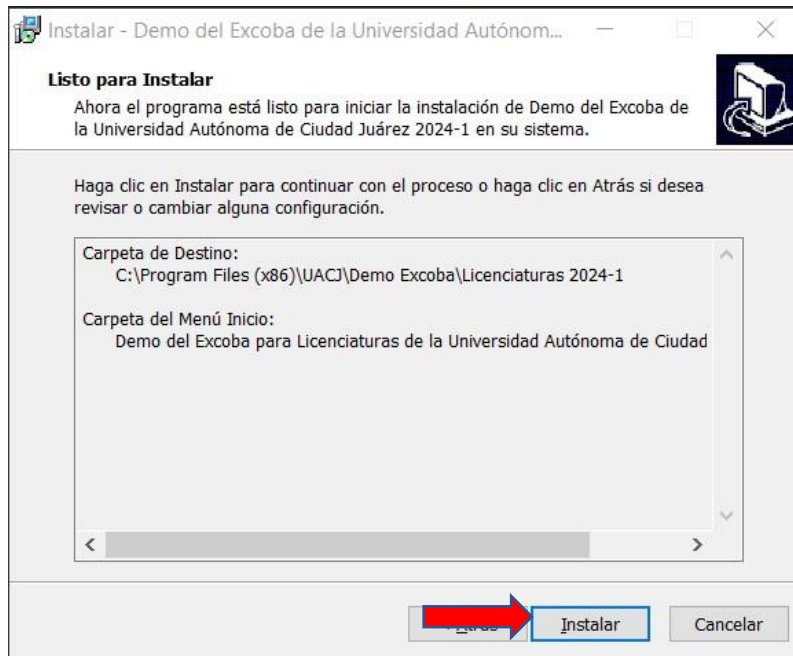 Instalar - Demo del Excoba de la Universidad Autónom...
Listo para Instalar
Ahora el programa está listo para iniciar la instalación de Demo del Excoba de
la Universidad Autónoma de Ciudad Juárez 2024-1 en su sistema.
Haga clic en Instalar para continuar con el proceso o haga clic en Atrás si desea
revisar o cambiar alguna configuración.
Carpeta de Destino:
C:\Program Files (x86)\UACJ\Demo Excoba\Licenciaturas 2024-1
Carpeta del Menú Inicio:
Demo del Excoba para Licenciaturas de la Universidad Autónoma de Ciudad
Instalar Cancelar